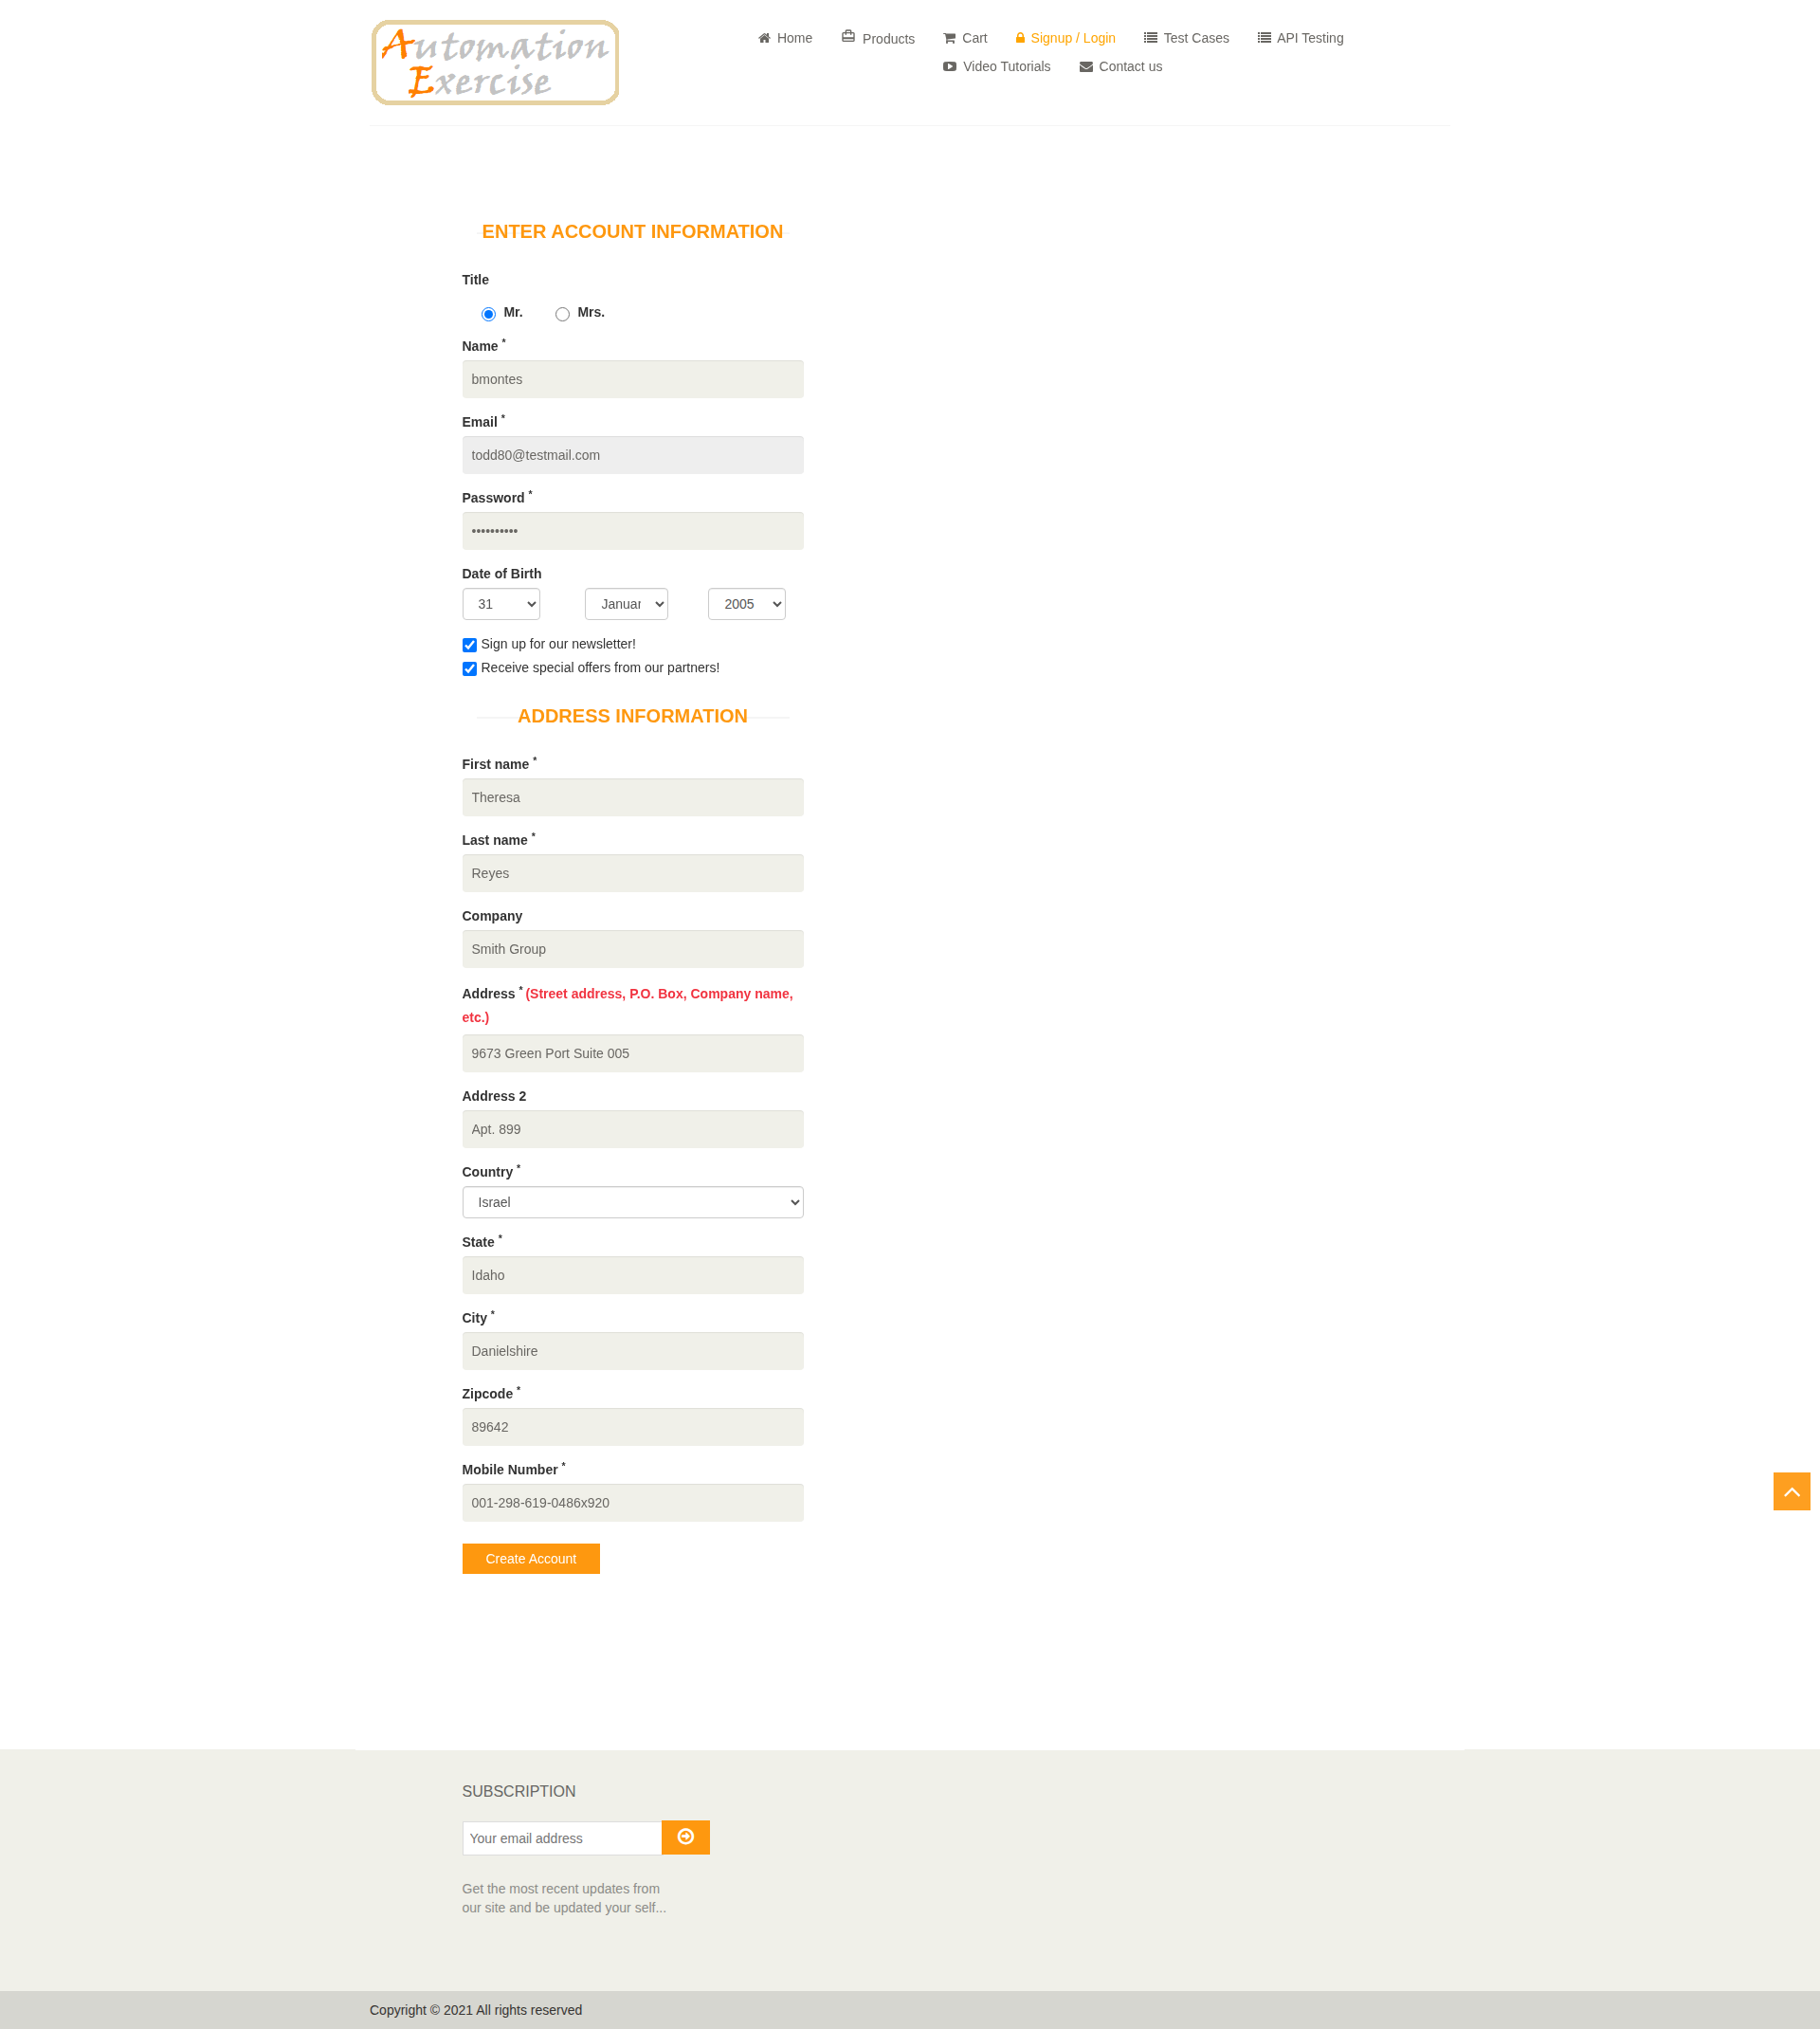 Automation
Exercise
Home
Products
Cart
Signup / Login
Test Cases
API Testing
Video Tutorials
Contact us
ENTER ACCOUNT INFORMATION
Title
Mr.
Mrs.
Name *
bmontes
Email *
todd80@testmail.com
Password *
••••••••••
Date of Birth
31
Januar
2005
Sign up for our newsletter!
Receive special offers from our partners!
ADDRESS INFORMATION
First name *
Theresa
Last name *
Reyes
Company
Smith Group
Address * (Street address, P.O. Box, Company name,
etc.)
9673 Green Port Suite 005
Address 2
Apt. 899
Country *
Israel
State *
Idaho
City *
Danielshire
Zipcode *
89642
Mobile Number *
001-298-619-0486x920
Create Account
SUBSCRIPTION
Your email address
Get the most recent updates from
our site and be updated your self...
Copyright © 2021 All rights reserved